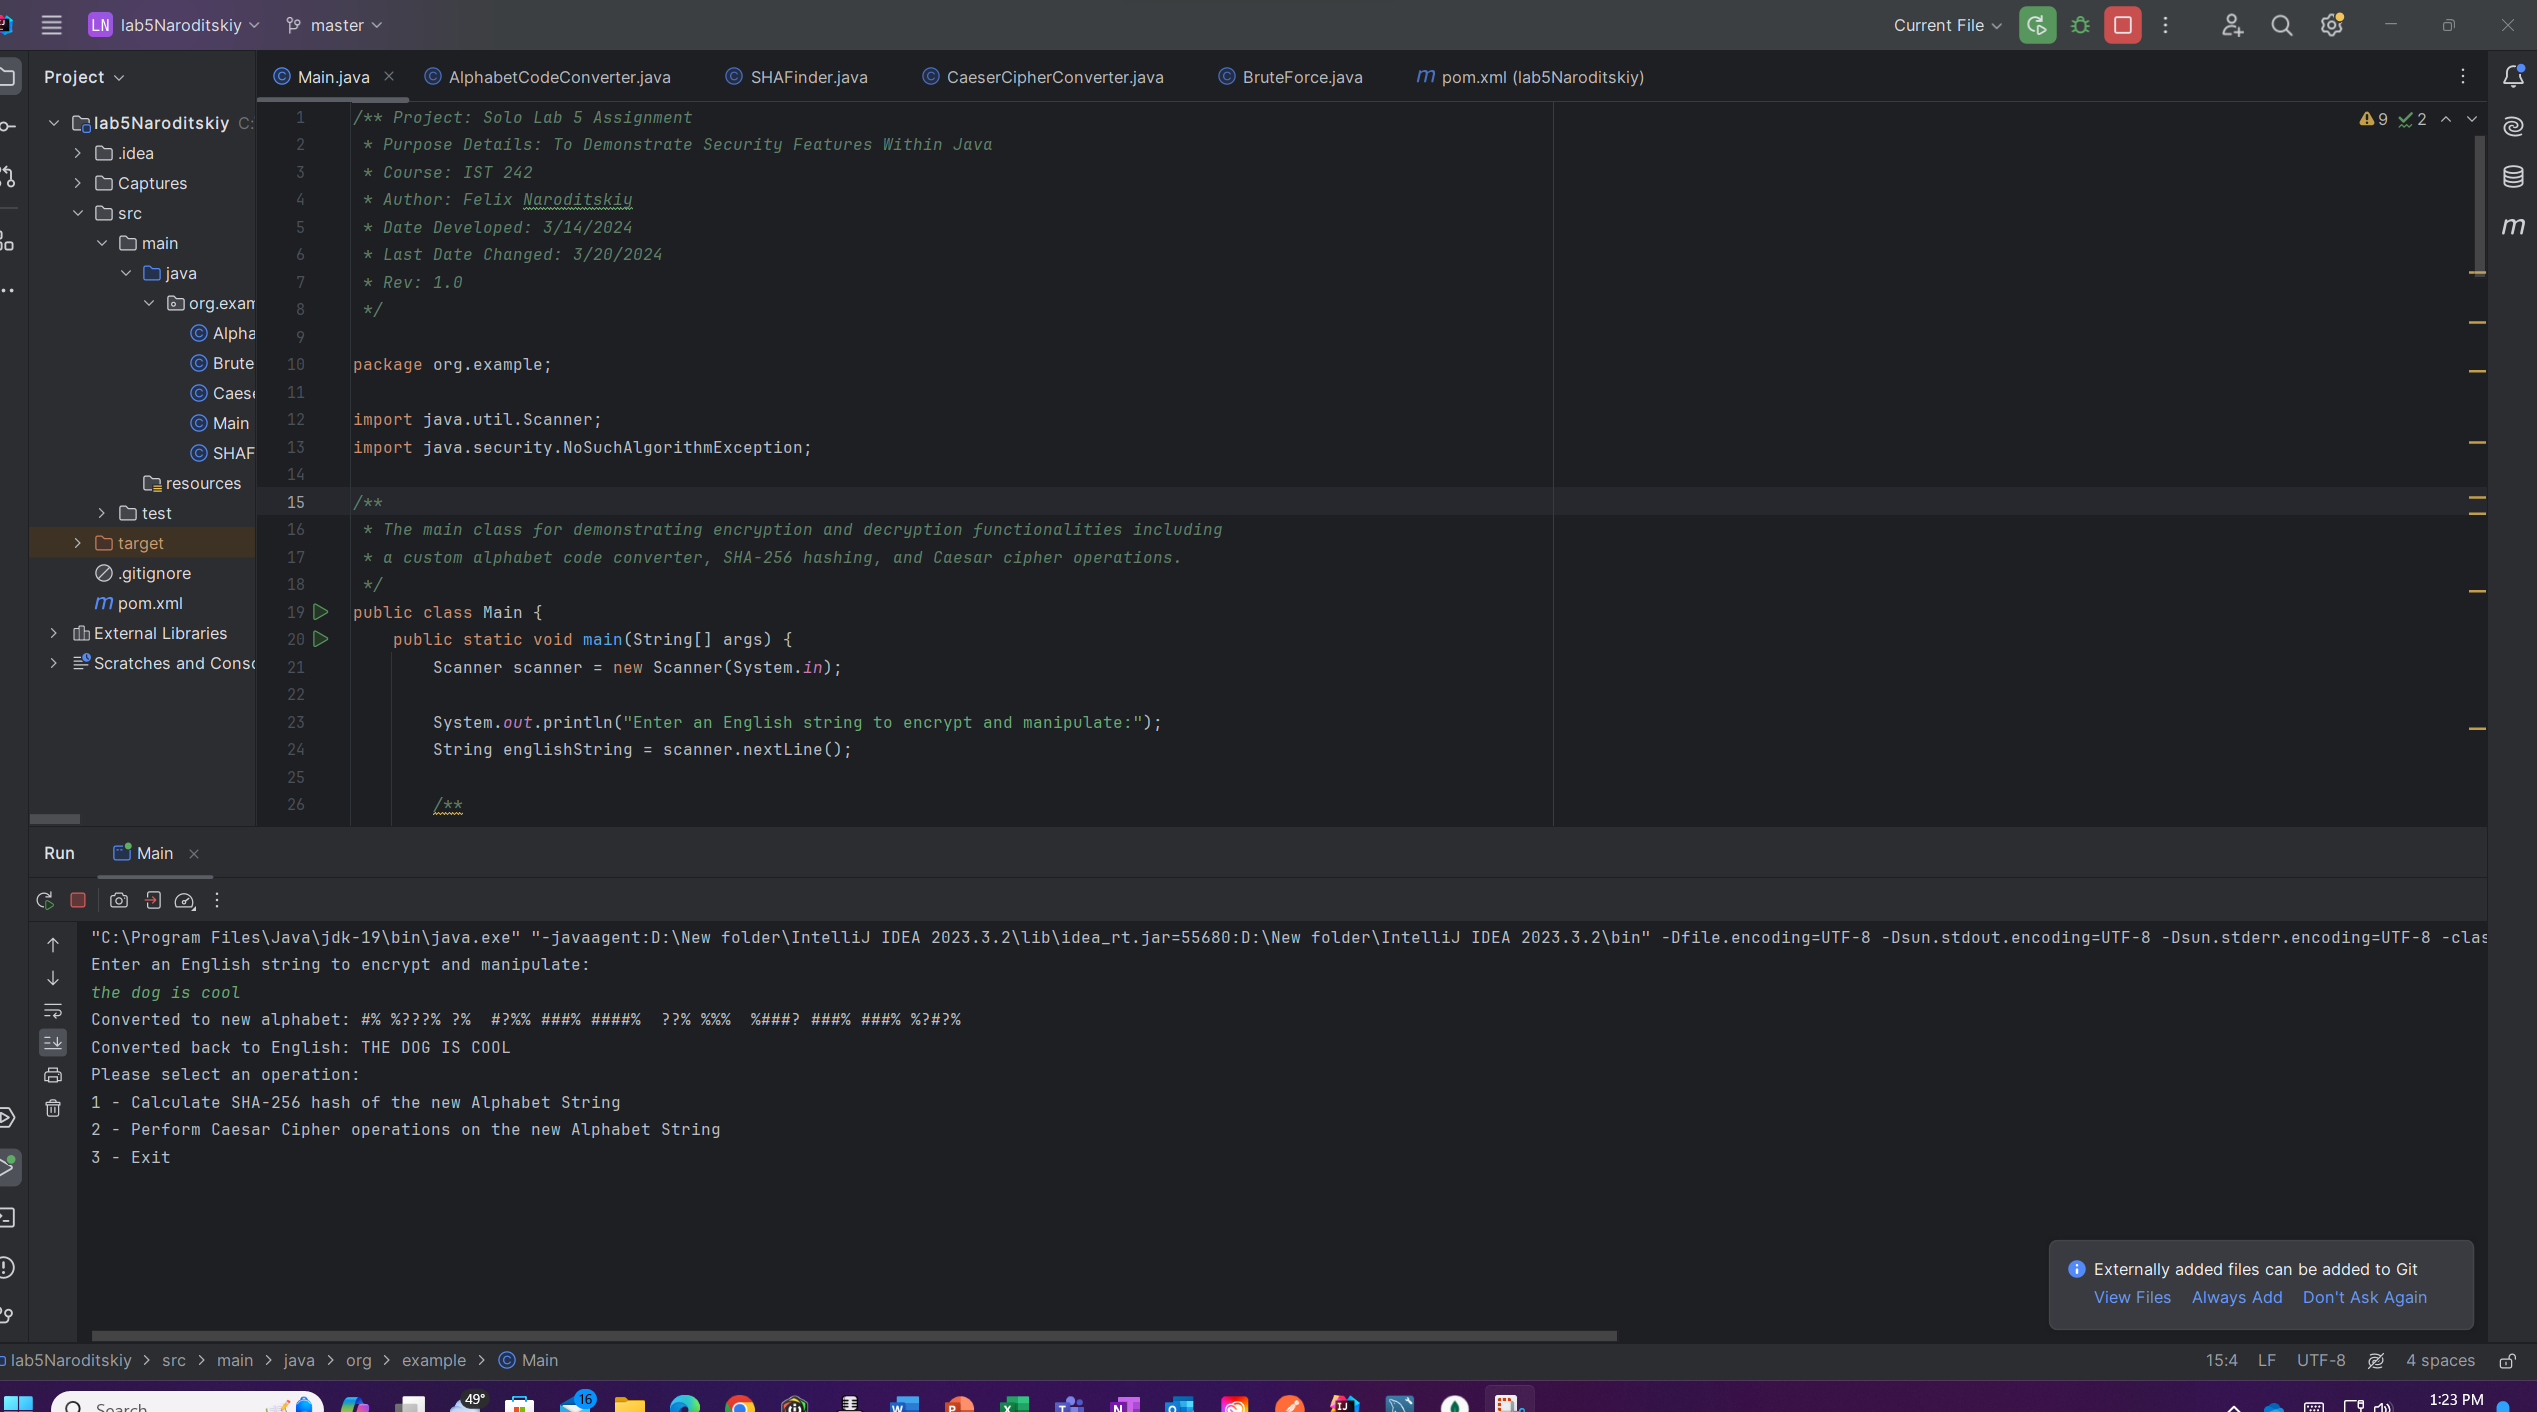 LN lab5Naroditskiy master Current File
Project
Main.java AlphabetCodeConverter.java SHAFinder.java CaeserCipherConverter.java BruteForce.java m pom.xml (lab5Naroditskiy)
lab5Naroditskiy C:
.idea
Captures
src
main
java
org.exam
Alpha
Brute
Caese
Main
SHAF
resources
test
target
.gitignore
m pom.xml
External Libraries
Scratches and Conso
9 2
1 /** Project: Solo Lab 5 Assignment
2 * Purpose Details: To Demonstrate Security Features Within Java
3 * Course: IST 242
4 * Author: Felix Naroditskiy
5 * Date Developed: 3/14/2024
6 * Last Date Changed: 3/20/2024
7 * Rev: 1.0
8 */
9
10 package org.example;
11
12 import java.util.Scanner;
13 import java.security.NoSuchAlgorithmException;
14
15 /**
16 * The main class for demonstrating encryption and decryption functionalities including
17 * a custom alphabet code converter, SHA-256 hashing, and Caesar cipher operations.
18 */
19 public class Main {
20 public static void main(String[] args) {
21 Scanner scanner = new Scanner(System.in);
22
23 System.out.println("Enter an English string to encrypt and manipulate:");
24 String englishString = scanner.nextLine();
25
26 /**
m
Run Main
"C:\Program Files\Java\jdk-19\bin\java.exe" "-javaagent:D:\New folder\IntelliJ IDEA 2023.3.2\lib\idea_rt.jar=55680:D:\New folder\IntelliJ IDEA 2023.3.2\bin" -Dfile.encoding=UTF-8 -Dsun.stdout.encoding=UTF-8 -Dsun.stderr.encoding=UTF-8 -clas
Enter an English string to encrypt and manipulate:
the dog is cool
Converted to new alphabet: #% %???% ?%  #?%% ###% ####%  ??% %%%  %###? ###% ###% %?#?%
Converted back to English: THE DOG IS COOL
Please select an operation:
1 - Calculate SHA-256 hash of the new Alphabet String
2 - Perform Caesar Cipher operations on the new Alphabet String
3 - Exit
Externally added files can be added to Git
View Files Always Add Don't Ask Again
lab5Naroditskiy > src > main > java > org > example > Main
15:4 LF UTF-8 4 spaces
Search 49° 16 1:23 PM